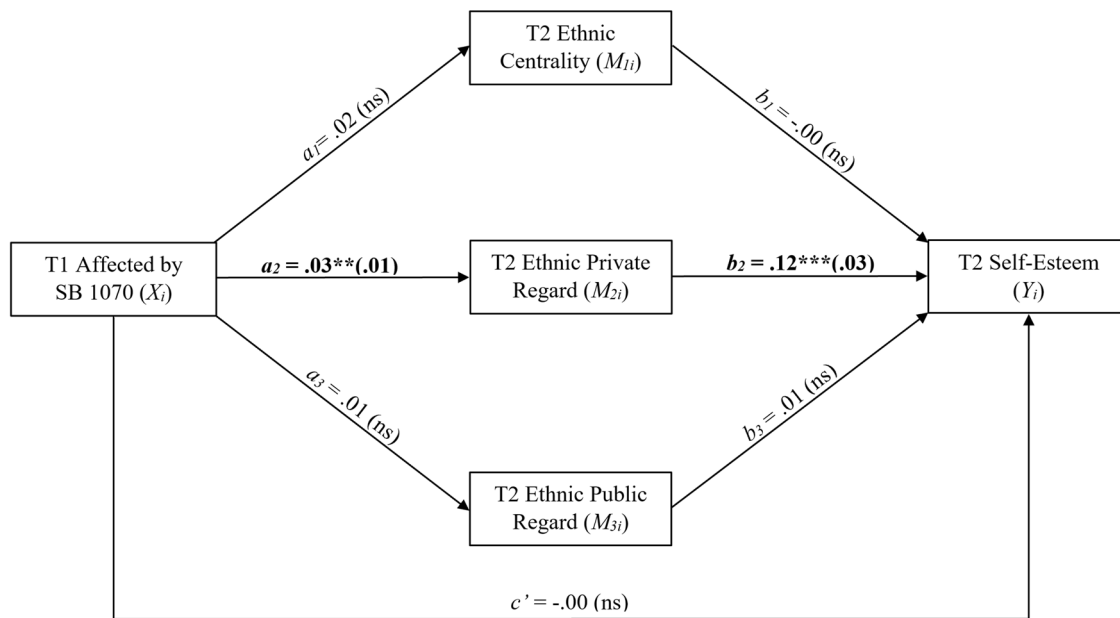 T2 Ethnic
Centrality (M1i)
a1= .02 (ns)
b1 = -.00 (ns)
T1 Affected by
SB 1070 (Xi)
a2 = .03**(.01)
T2 Ethnic Private
Regard (M2i)
b2 = .12***(.03)
T2 Self-Esteem
(Yi)
a3 = .01 (ns)
b3 = .01 (ns)
T2 Ethnic Public
Regard (M3i)
c’ = -.00 (ns)